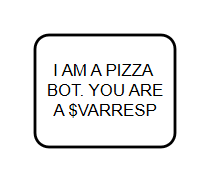 I AM A PIZZA
BOT. YOU ARE
A $VARRESP